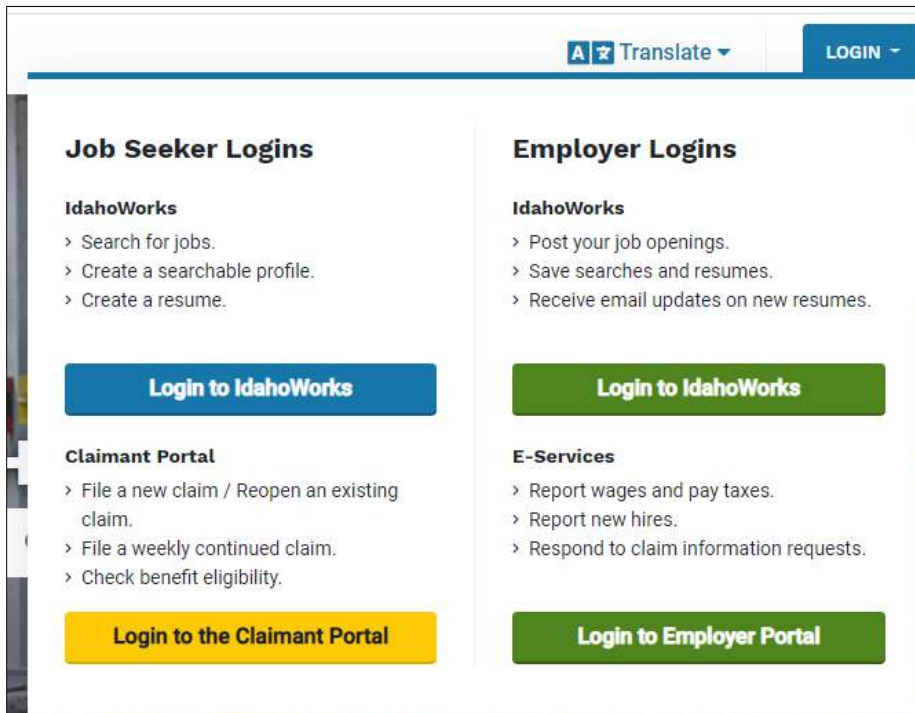 A Translate
LOGIN
Job Seeker Logins
IdahoWorks
> Search for jobs.
> Create a searchable profile.
> Create a resume.
Login to IdahoWorks
Claimant Portal
> File a new claim / Reopen an existing
claim.
> File a weekly continued claim.
> Check benefit eligibility.
Login to the Claimant Portal
Employer Logins
IdahoWorks
> Post your job openings.
> Save searches and resumes.
> Receive email updates on new resumes.
Login to IdahoWorks
E-Services
> Report wages and pay taxes.
> Report new hires.
> Respond to claim information requests.
Login to Employer Portal